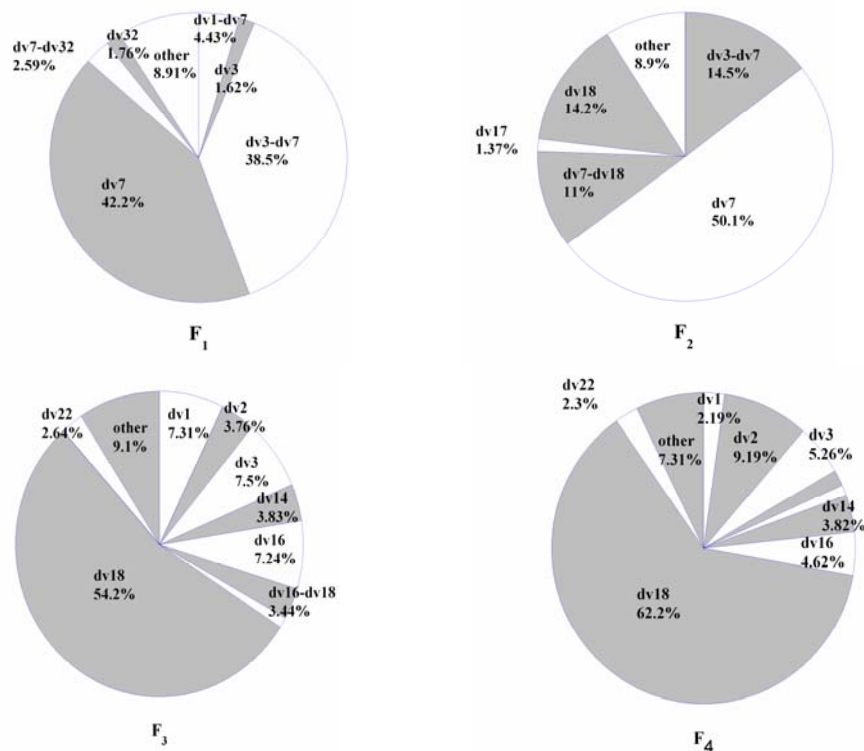 dv1-dv7
4.43%
dv3
1.62%
dv3-dv7
38.5%
dv7
42.2%
dv7-dv32
2.59%
dv32
1.76%
other
8.91%
F1
dv3-dv7
14.5%
dv7
50.1%
dv7-dv18
11%
dv17
1.37%
dv18
14.2%
other
8.9%
F2
dv1
7.31%
dv2
3.76%
dv3
7.5%
dv14
3.83%
dv16
7.24%
dv16-dv18
3.44%
dv18
54.2%
dv22
2.64%
other
9.1%
F3
dv1
2.19%
dv2
9.19%
dv3
5.26%
dv14
3.82%
dv16
4.62%
dv18
62.2%
dv22
2.3%
other
7.31%
F4